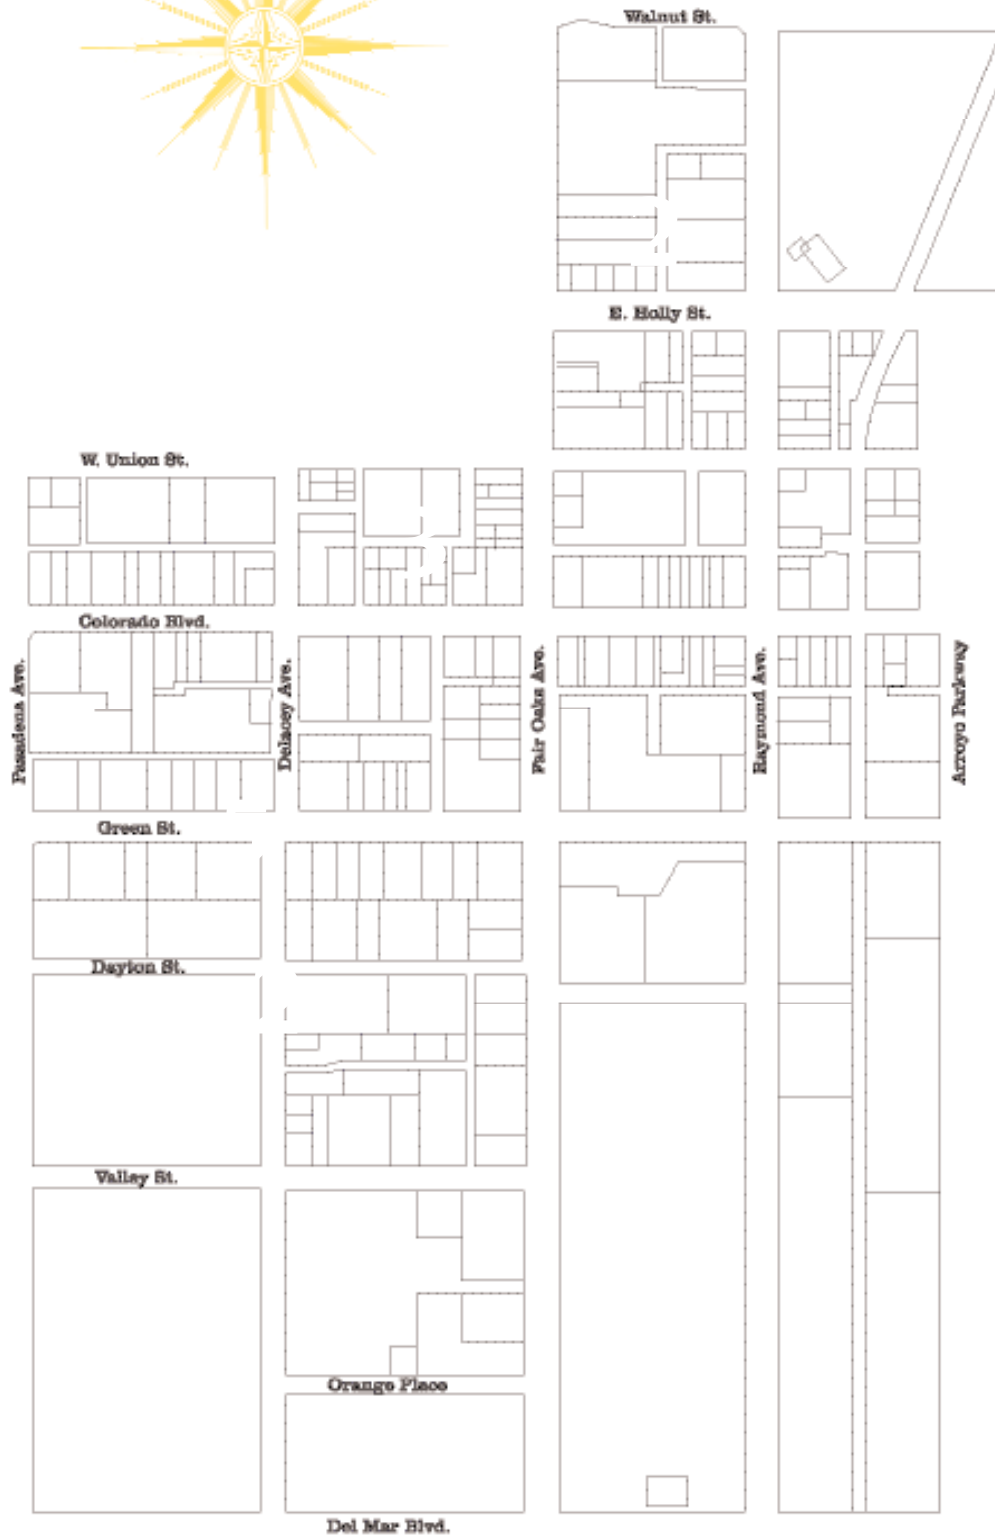 Walnut St.
E. Holly St.
W. Union St.
Colorado Blvd.
Pasadena Ave.
Delacey Ave.
Fair Oaks Ave.
Raymond Ave.
Arroyo Parkway
Green St.
Dayton St.
Valley St.
Orange Place
Del Mar Blvd.